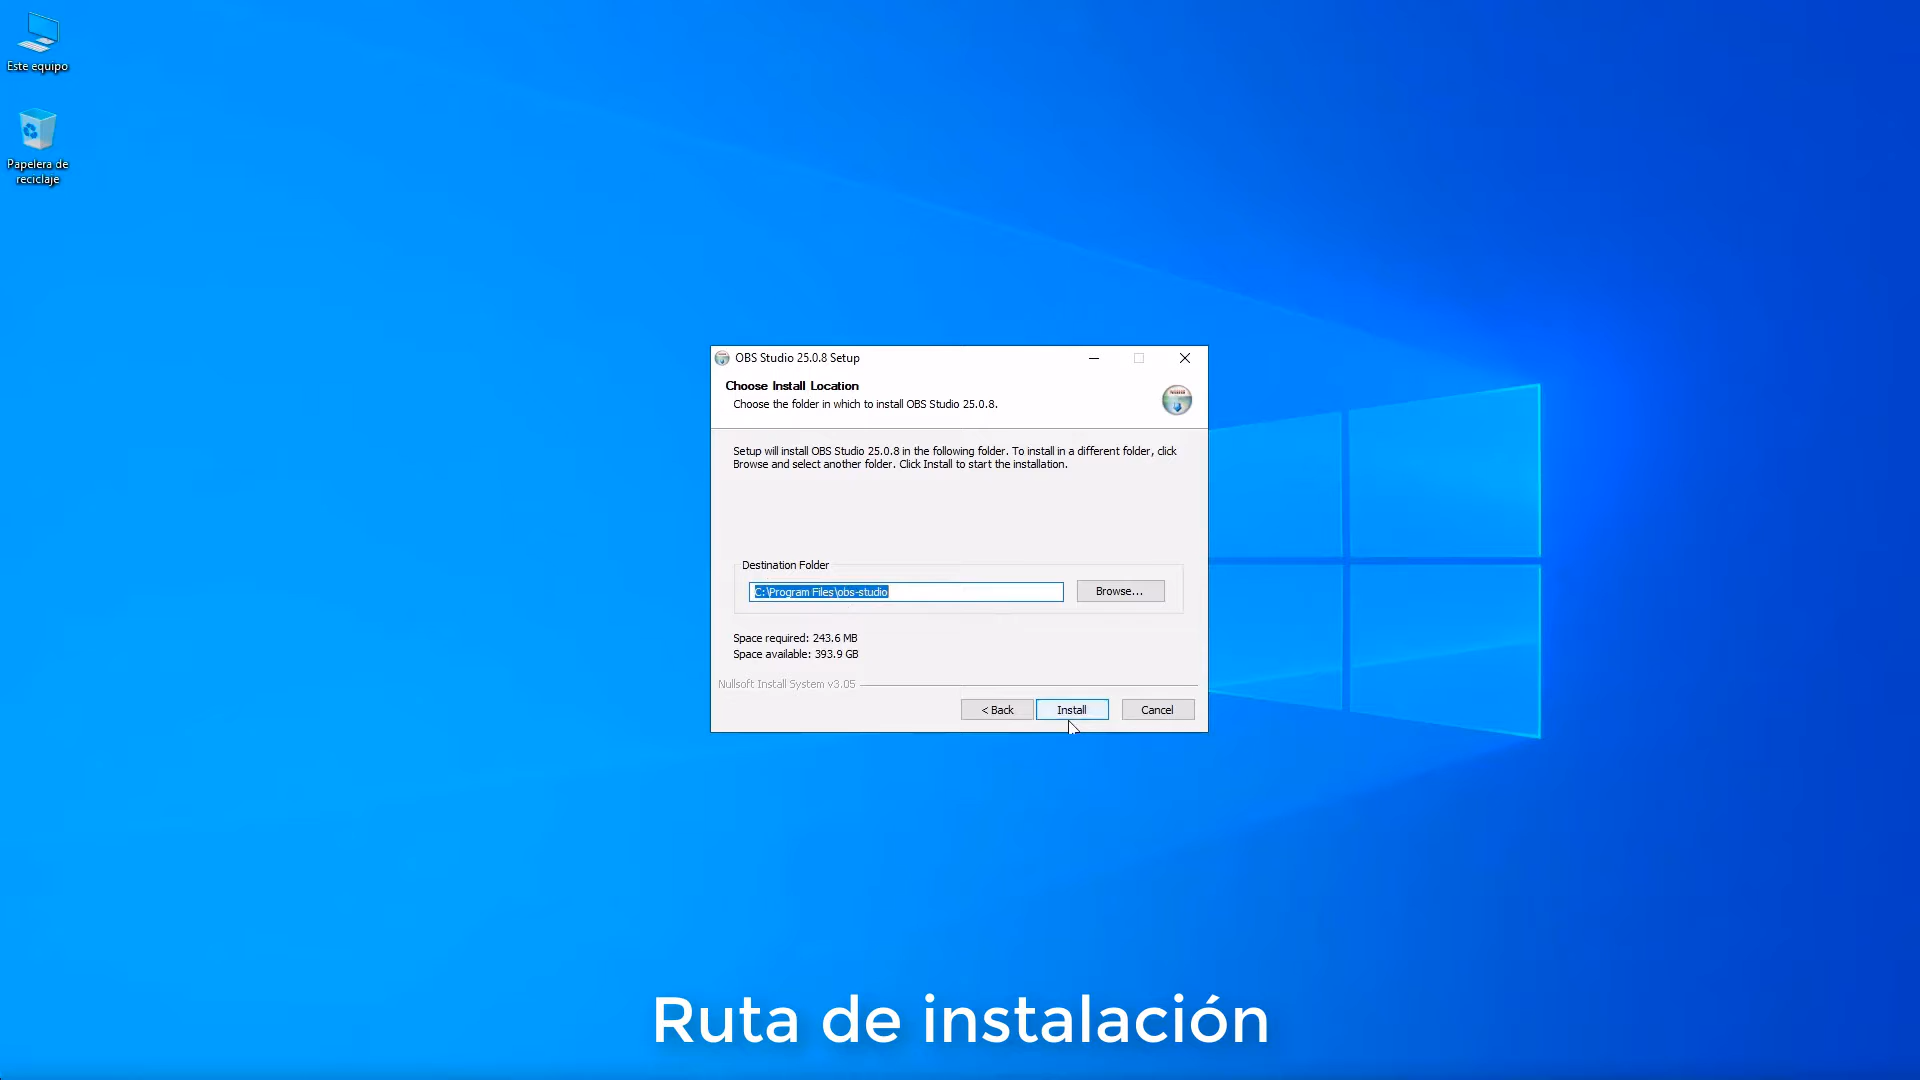 Este equipo
Papelera de
reciclaje
OBS Studio 25.0.8 Setup
Choose Install Location
Choose the folder in which to install OBS Studio 25.0.8.
Setup will install OBS Studio 25.0.8 in the following folder. To install in a different folder, click
Browse and select another folder. Click Install to start the installation.
Destination Folder
C:\Program Files\obs-studio
Browse...
Space required: 243.6 MB
Space available: 393.9 GB
Nullsoft Install System v3.05
< Back
Install
Cancel
Ruta de instalación